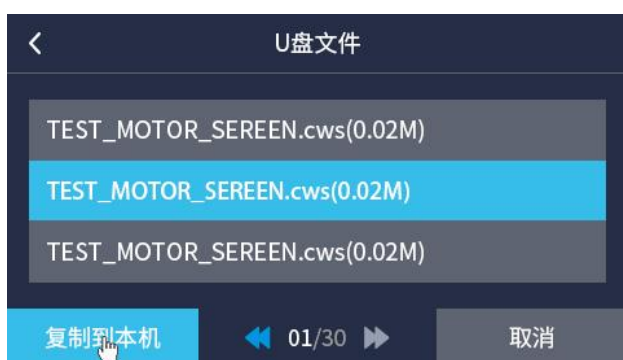 U盘文件
TEST_MOTOR_SEREEN.cws(0.02M)
TEST_MOTOR_SEREEN.cws(0.02M)
TEST_MOTOR_SEREEN.cws(0.02M)
复制到本机 01/30 取消